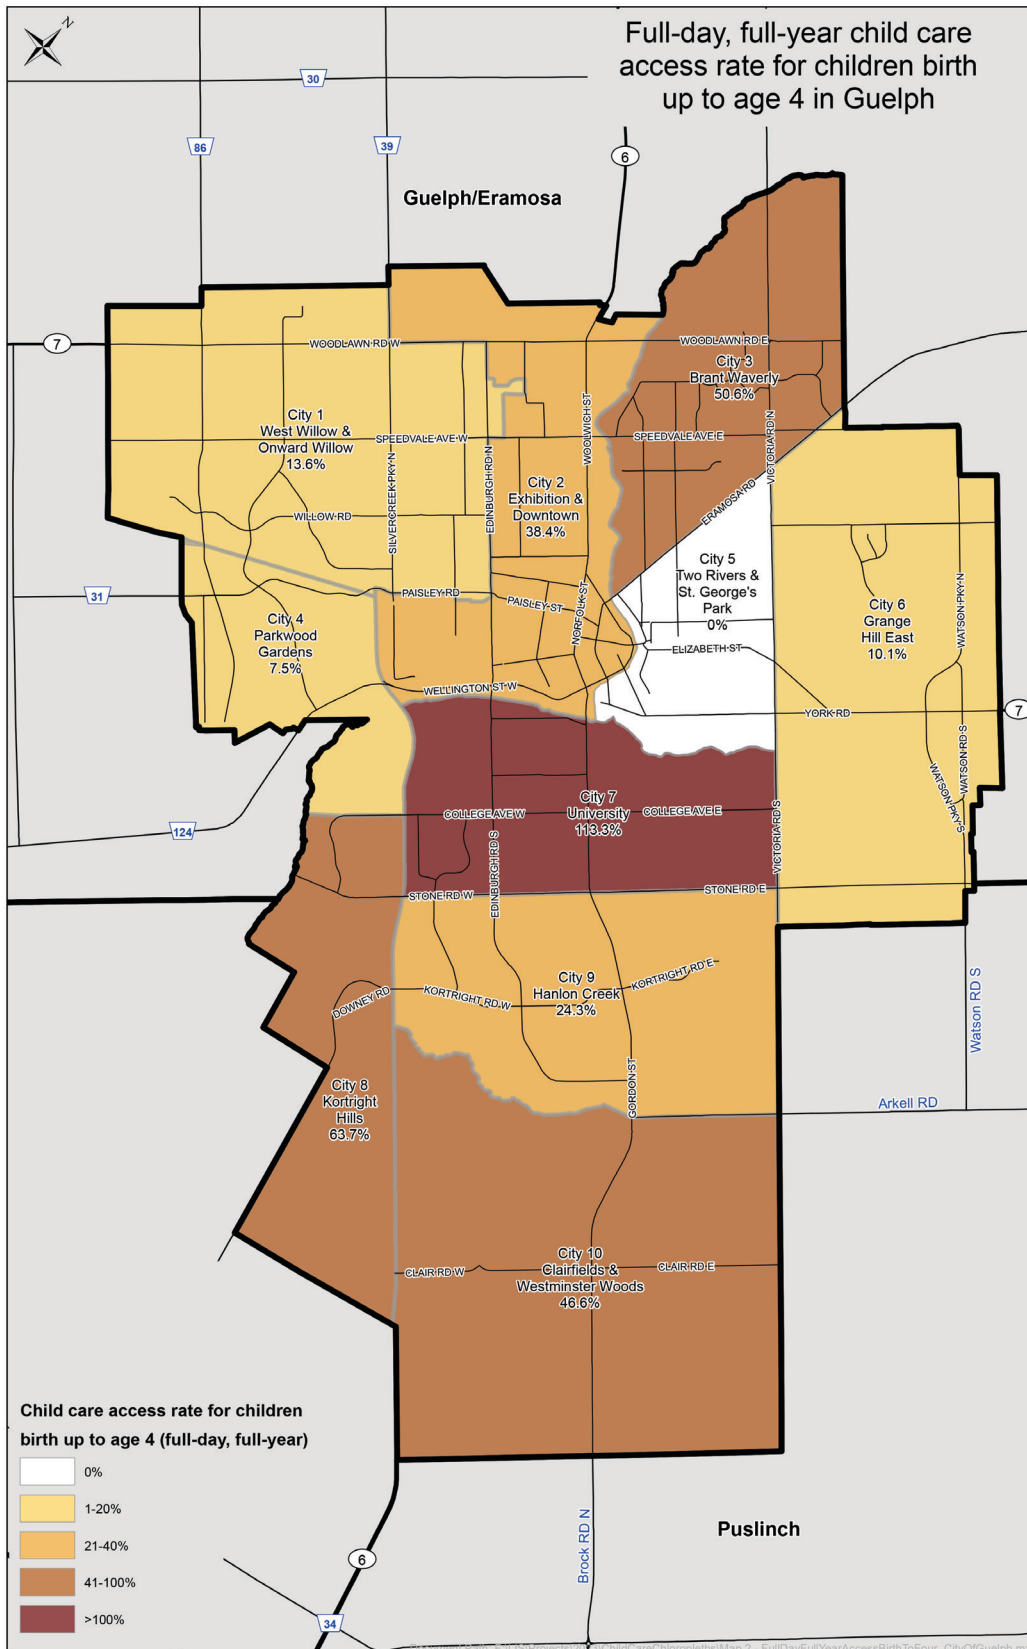 N
Full-day, full-year child care
access rate for children birth
up to age 4 in Guelph
30
86
39
6
Guelph/Eramosa
7
WOODLAWN RD W
WOODLAWN RD E
City 3
Brant Waverly
50.6%
City 1
West Willow &
Onward Willow
13.6%
SPEEDVALE AVE W
SPEEDVALE AVE E
WOOLWICH ST
VICTORIA RD N
SILVERCREEK PKY N
EDINBURGH RD N
City 2
Exhibition &
Downtown
38.4%
ERAMOSA RD
WILLOW RD
City 5
Two Rivers &
St. George's
Park
0%
31
PAISLEY RD
PAISLEY ST
NORFOLK ST
City 4
Parkwood
Gardens
7.5%
City 6
Grange
Hill East
10.1%
WATSON PKY N
ELIZABETH ST
WELLINGTON ST W
YORK RD
7
WATSON PKY S
WATSON RD S
City 7
University
113.3%
COLLEGE AVE W
COLLEGE AVE E
124
EDINBURGH RD S
VICTORIA RD S
STONE RD W
STONE RD E
City 9
Hanlon Creek
24.3%
KORTRIGHT RD W
KORTRIGHT RD E
DOWNEY RD
Watson RD S
City 8
Kortright
Hills
63.7%
GORDON ST
Arkell RD
City 10
Clairfields &
Westminster Woods
46.6%
CLAIR RD W
CLAIR RD E
Child care access rate for children
birth up to age 4 (full-day, full-year)
0%
1-20%
21-40%
41-100%
>100%
Puslinch
Brock RD N
6
34